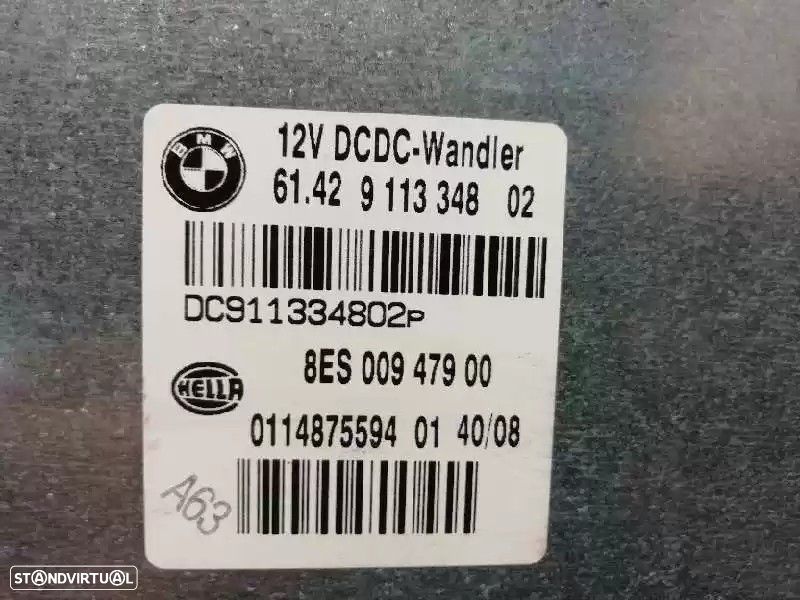 BMW
12V DCDC-Wandler
61.42 9 113 348 02
DC911334802P
8ES 009 479 00
HELLA
0114875594 01 40/08
A63
STANDVIRTUAL